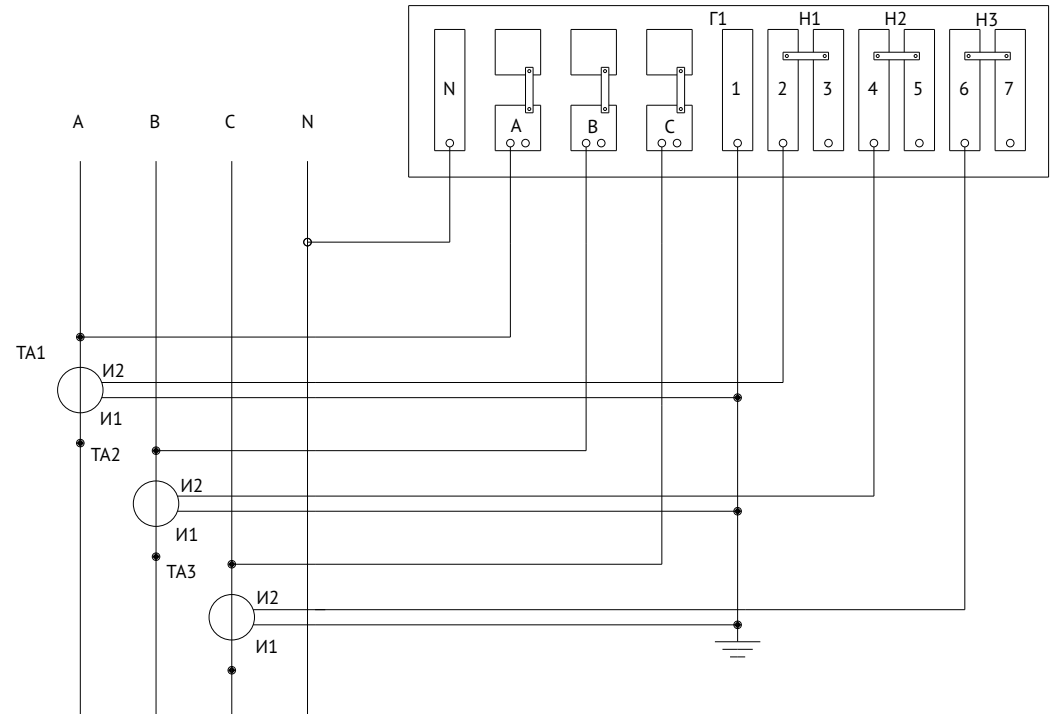 Г1 Н1 Н2 Н3
N 1 2 3 4 5 6 7
А В С
А В С N
ТА1
И2
И1
ТА2
И2
И1
ТА3
И2
И1